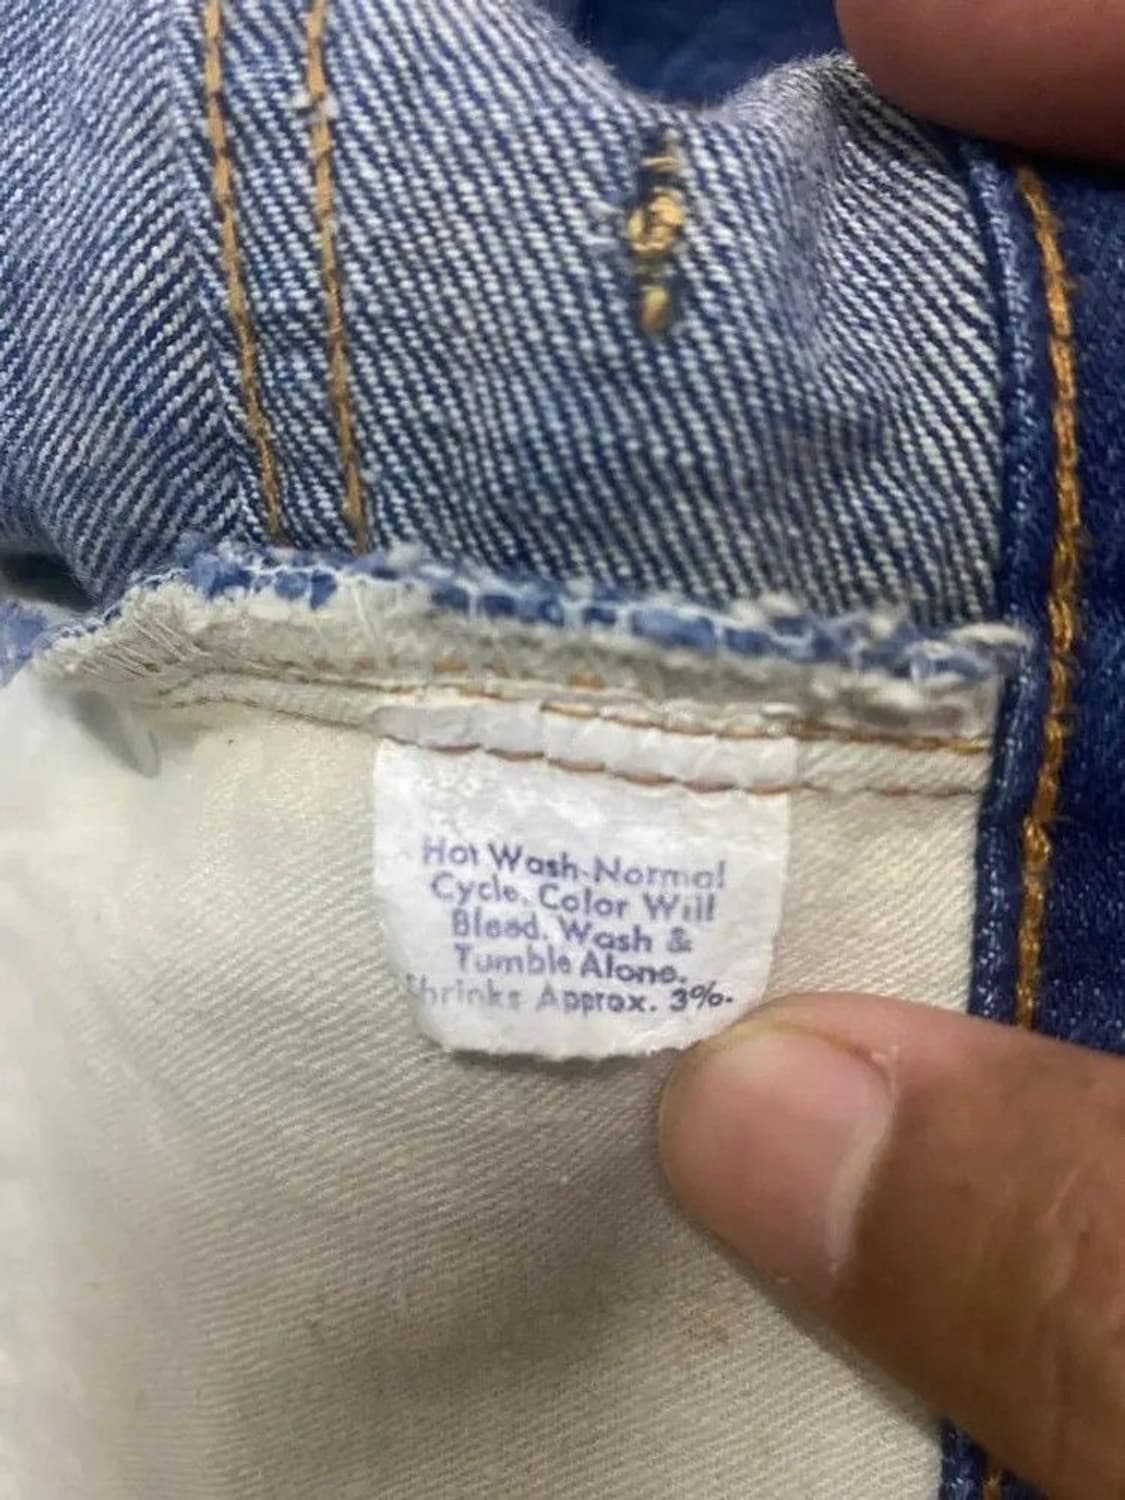 Hot Wash-Normal
Cycle. Color Will
Bleed. Wash &
Tumble Alone.
Shrinks Approx. 3%.